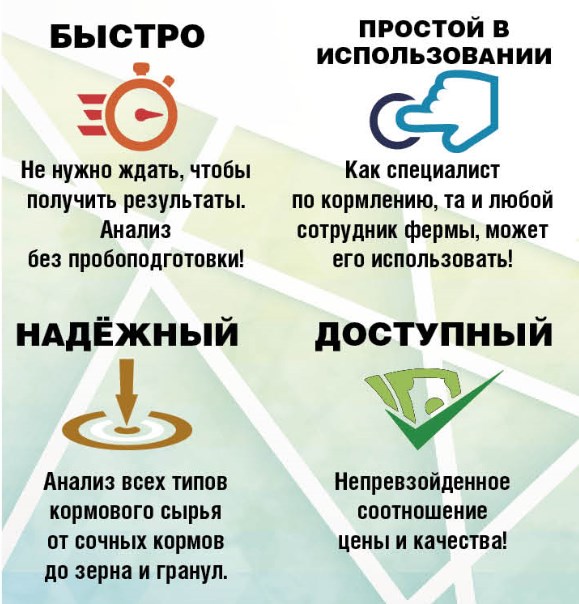 БЫСТРО
Не нужно ждать, чтобы
получить результаты.
Анализ
без пробоподготовки!
ПРОСТОЙ В
ИСПОЛЬЗОВАНИИ
Как специалист
по кормлению, та и любой
сотрудник фермы, может
его использовать!
НАДЁЖНЫЙ
Анализ всех типов
кормового сырья
от сочных кормов
до зерна и гранул.
ДОСТУПНЫЙ
Непревзойденное
соотношение
цены и качества!